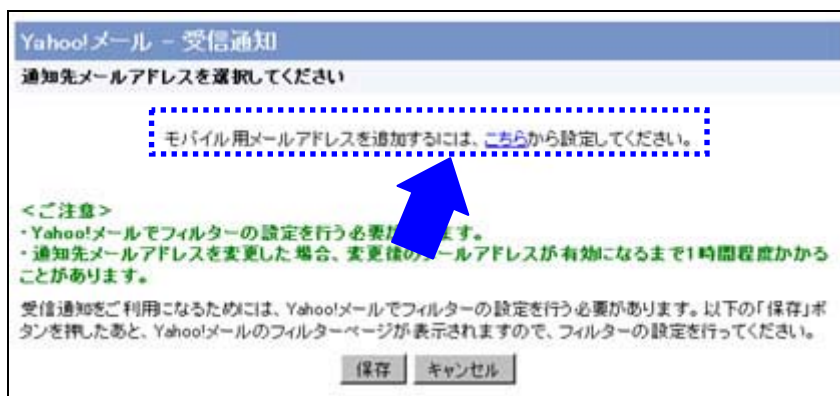 Yahoo!メール － 受信通知
通知先メールアドレスを選択してください
モバイル用メールアドレスを追加するには、こちらから設定してください。
＜ご注意＞
・Yahoo!メールでフィルターの設定を行う必要があります。
・通知先メールアドレスを変更した場合、変更後のメールアドレスが有効になるまで1時間程度かかる
ことがあります。
受信通知をご利用になるためには、Yahoo!メールでフィルターの設定を行う必要があります。以下の「保存」ボ
タンを押したあと、Yahoo!メールのフィルターページが表示されますので、フィルターの設定を行ってください。
保存 キャンセル